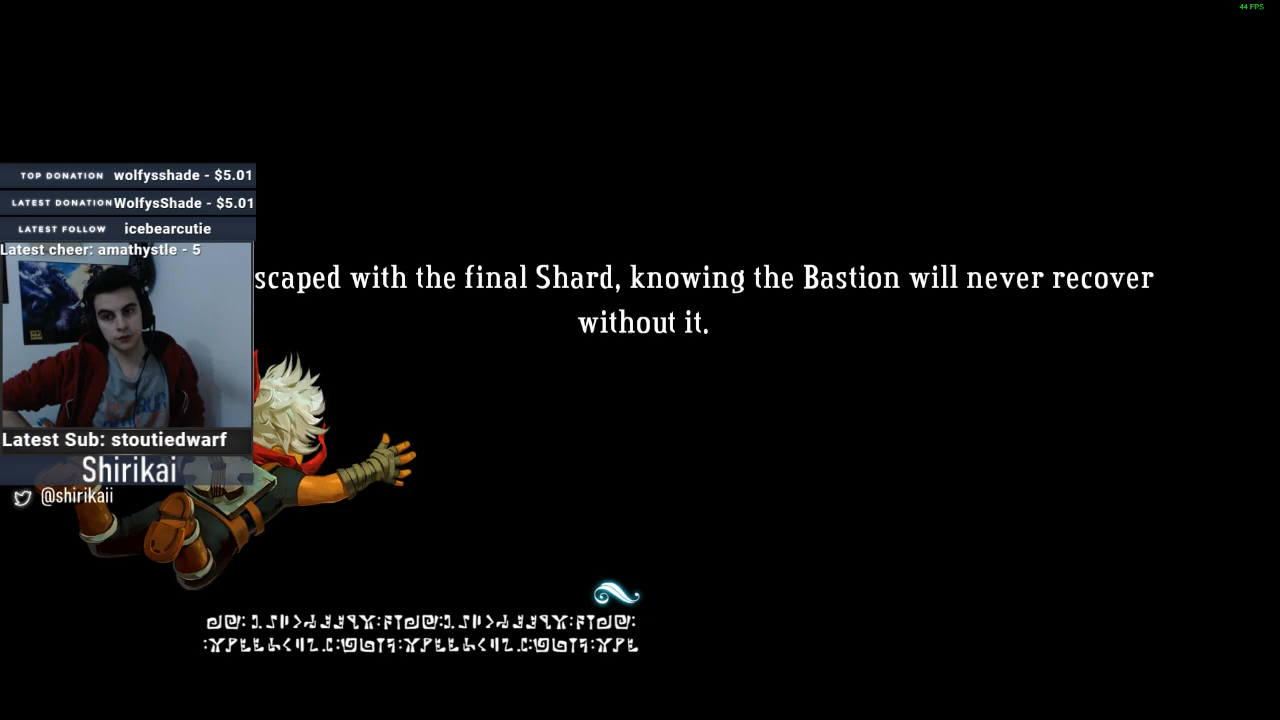 44 FPS
TOP DONATION wolfysshade - $5.01
LATEST DONATION WolfysShade - $5.01
LATEST FOLLOW icebearcutie
Latest cheer: amathystle - 5
scaped with the final Shard, knowing the Bastion will never recover
without it.
Latest Sub: stoutiedwarf
Shirikai
@shirikaii